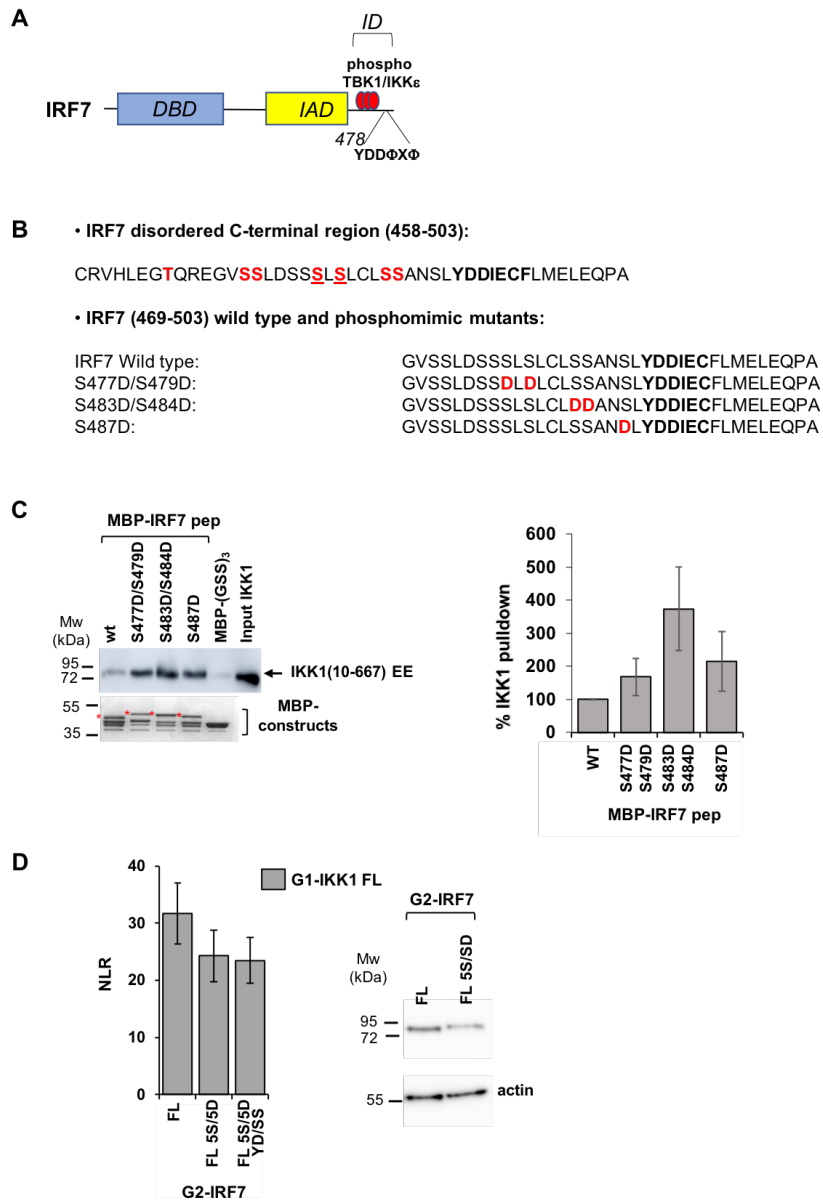 A
ID
phospho
TBK1/IKKε
IRF7
DBD
IAD
478
YDDΦXΦ
B
• IRF7 disordered C-terminal region (458-503):
CRVHLEGTQREGVSSLDSSSLSLCLSSANSLYDDIECFLMELEQPA
• IRF7 (469-503) wild type and phosphomimic mutants:
IRF7 Wild type: GVSSLDSSSLSLCLSSANSLYDDIECFLMELEQPA
S477D/S479D: GVSSLDSSDLDLCLSSANSLYDDIECFLMELEQPA
S483D/S484D: GVSSLDSSSLSLCLDDANSLYDDIECFLMELEQPA
S487D: GVSSLDSSSLSLCLSSANDLYDDIECFLMELEQPA
C
MBP-IRF7 pep
wt
S477D/S479D
S483D/S484D
S487D
MBP-(GSS)3
Input IKK1
Mw
(kDa)
95
72
IKK1(10-667) EE
55
35
*
*
*
*
MBP-
constructs
% IKK1 pulldown
600
500
400
300
200
100
0
WT
S477D
S479D
S483D
S484D
S487D
MBP-IRF7 pep
D
NLR
40
30
20
10
0
G1-IKK1 FL
FL
FL 5S/5D
FL 5S/5D
YD/SS
G2-IRF7
G2-IRF7
Mw
(kDa)
FL
FL 5S/SD
95
72
55
actin